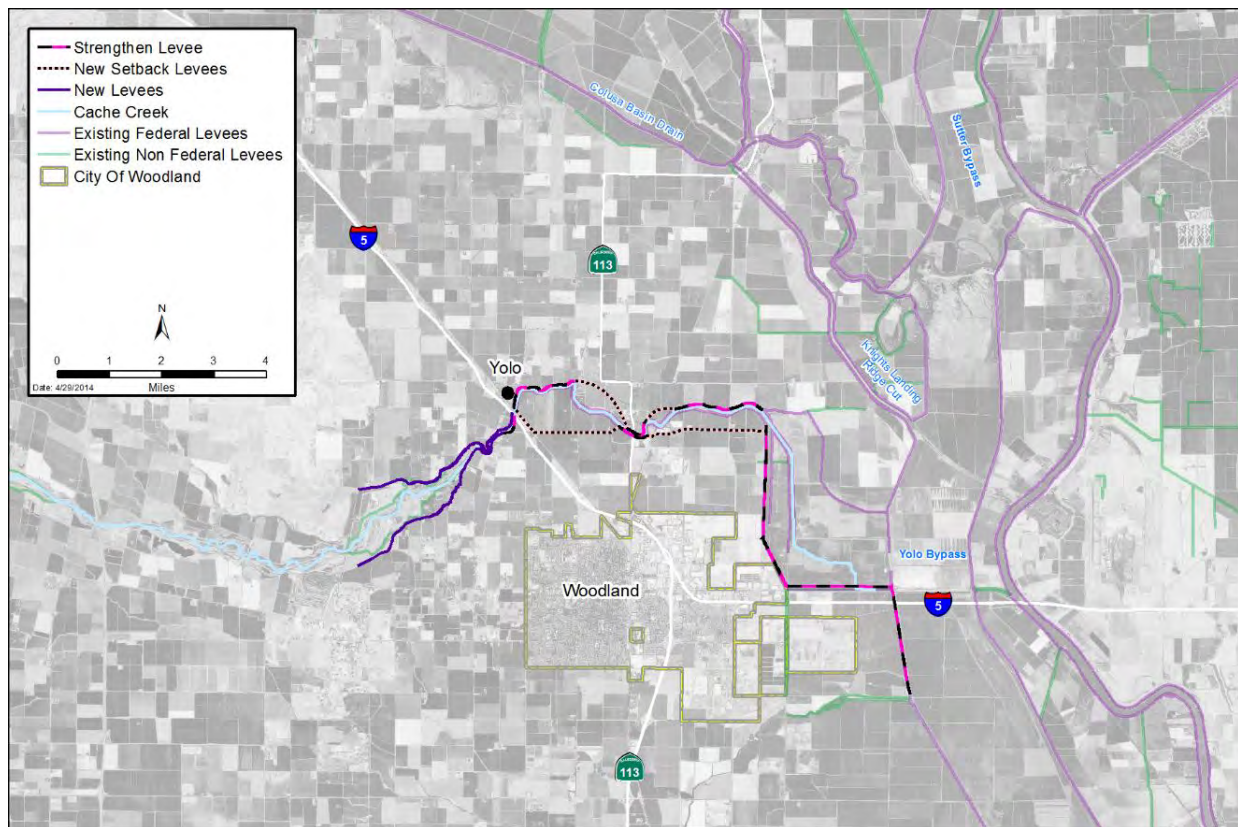 Strengthen Levee
New Setback Levees
New Levees
Cache Creek
Existing Federal Levees
Existing Non Federal Levees
City Of Woodland
N
0 1 2 3 4
Miles
Date: 4/29/2014
Colusa Basin Drain
Sutter Bypass
5
113
Knights Landing
Ridge Cut
Yolo
Yolo Bypass
Woodland
5
113